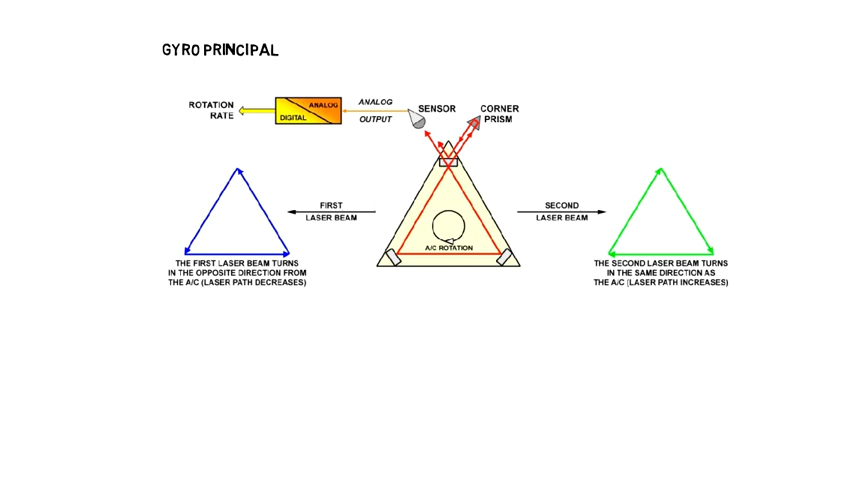 GYRO PRINCIPAL
ROTATION
RATE
DIGITAL
ANALOG
ANALOG
OUTPUT
SENSOR
CORNER
PRISM
FIRST
LASER BEAM
SECOND
LASER BEAM
A/C ROTATION
THE FIRST LASER BEAM TURNS
IN THE OPPOSITE DIRECTION FROM
THE A/C (LASER PATH DECREASES)
THE SECOND LASER BEAM TURNS
IN THE SAME DIRECTION AS
THE A/C (LASER PATH INCREASES)